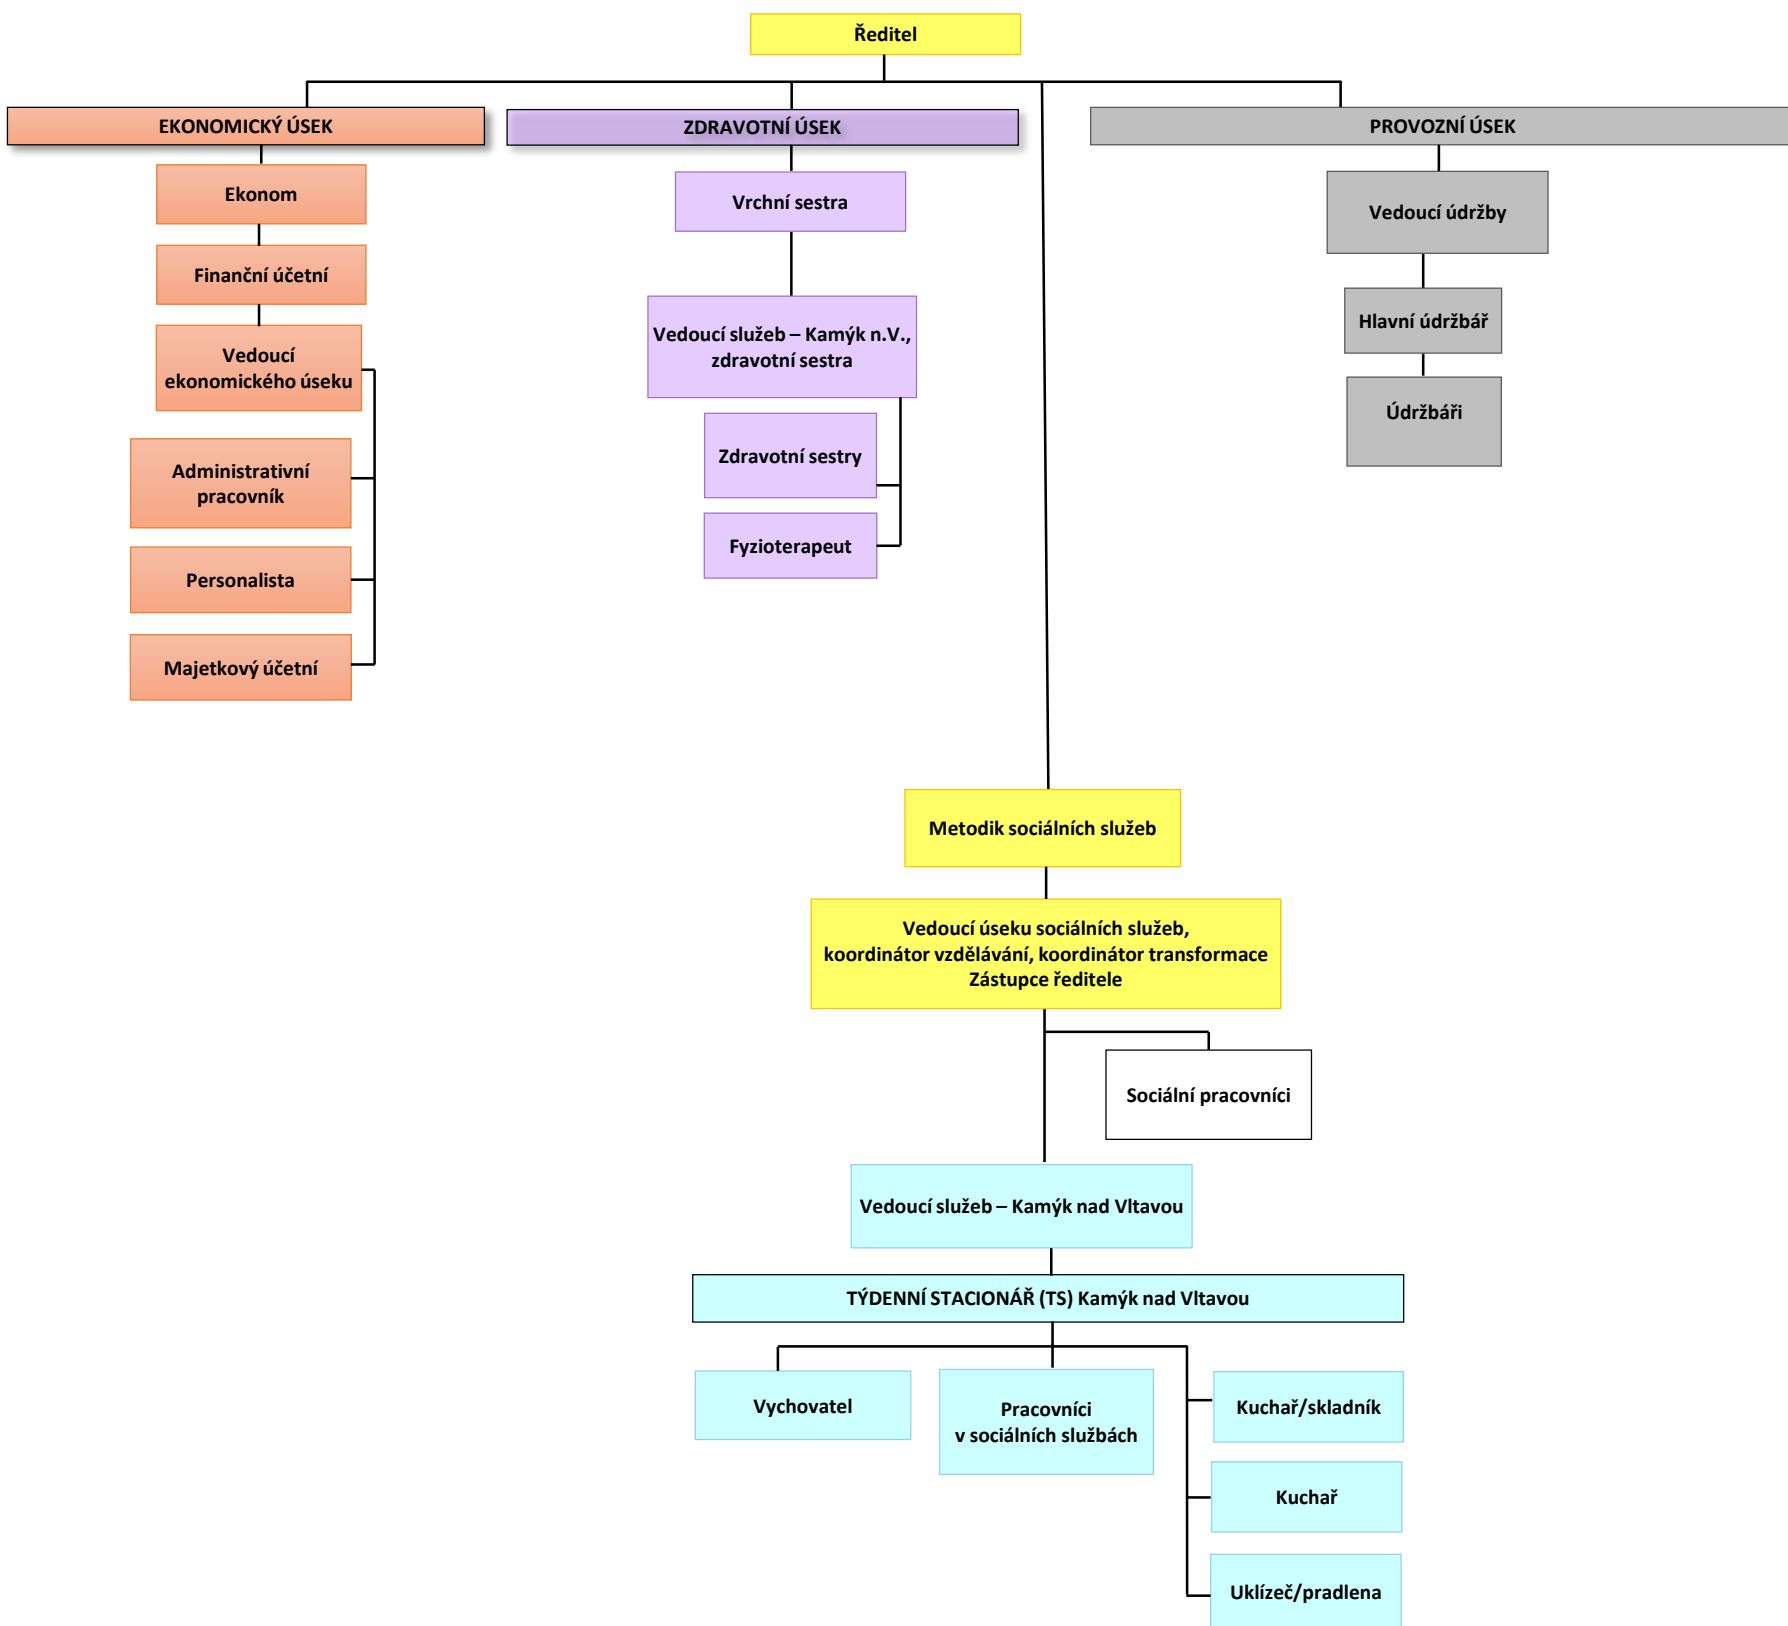 Ředitel
EKONOMICKÝ ÚSEK
ZDRAVOTNÍ ÚSEK
PROVOZNÍ ÚSEK
Ekonom
Finanční účetní
Vedoucí
ekonomického úseku
Administrativní
pracovník
Personalista
Majetkový účetní
Vrchní sestra
Vedoucí služeb – Kamýk n.V.,
zdravotní sestra
Zdravotní sestry
Fyzioterapeut
Vedoucí údržby
Hlavní údržbář
Údržbáři
Metodik sociálních služeb
Vedoucí úseku sociálních služeb,
koordinátor vzdělávání, koordinátor transformace
Zástupce ředitele
Sociální pracovníci
Vedoucí služeb – Kamýk nad Vltavou
TÝDENNÍ STACIONÁŘ (TS) Kamýk nad Vltavou
Vychovatel
Pracovníci
v sociálních službách
Kuchař/skladník
Kuchař
Uklízeč/pradlena